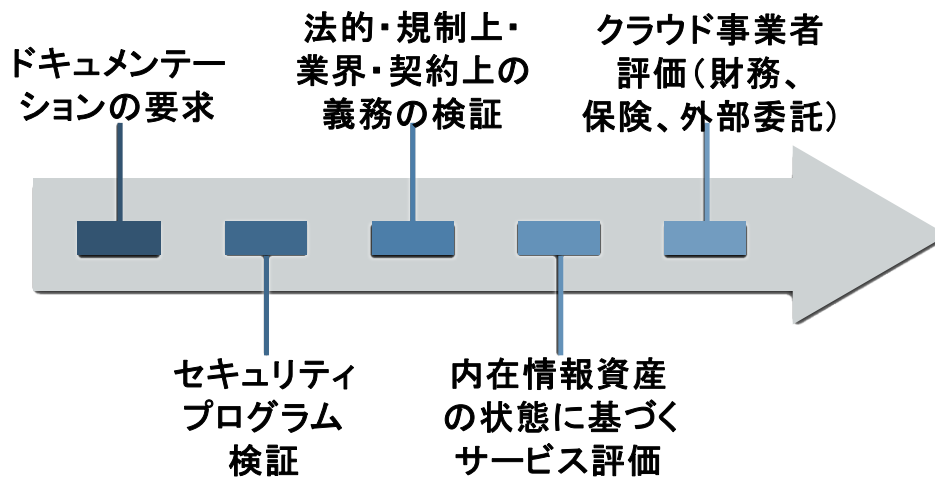 ドキュメンテー
ションの要求
セキュリティ
プログラム
検証
法的・規制上・
業界・契約上の
義務の検証
内在情報資産
の状態に基づく
サービス評価
クラウド事業者
評価（財務、
保険、外部委託）